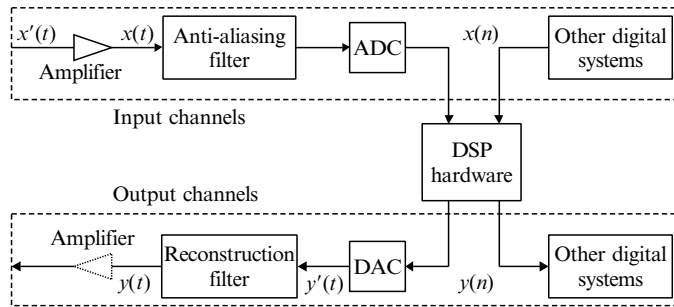 x′(t)
x(t)
Anti-aliasing
filter
ADC
x(n)
Other digital
systems
Amplifier
Input channels
DSP
hardware
Output channels
Amplifier
y(t)
Reconstruction
filter
y′(t)
DAC
y(n)
Other digital
systems